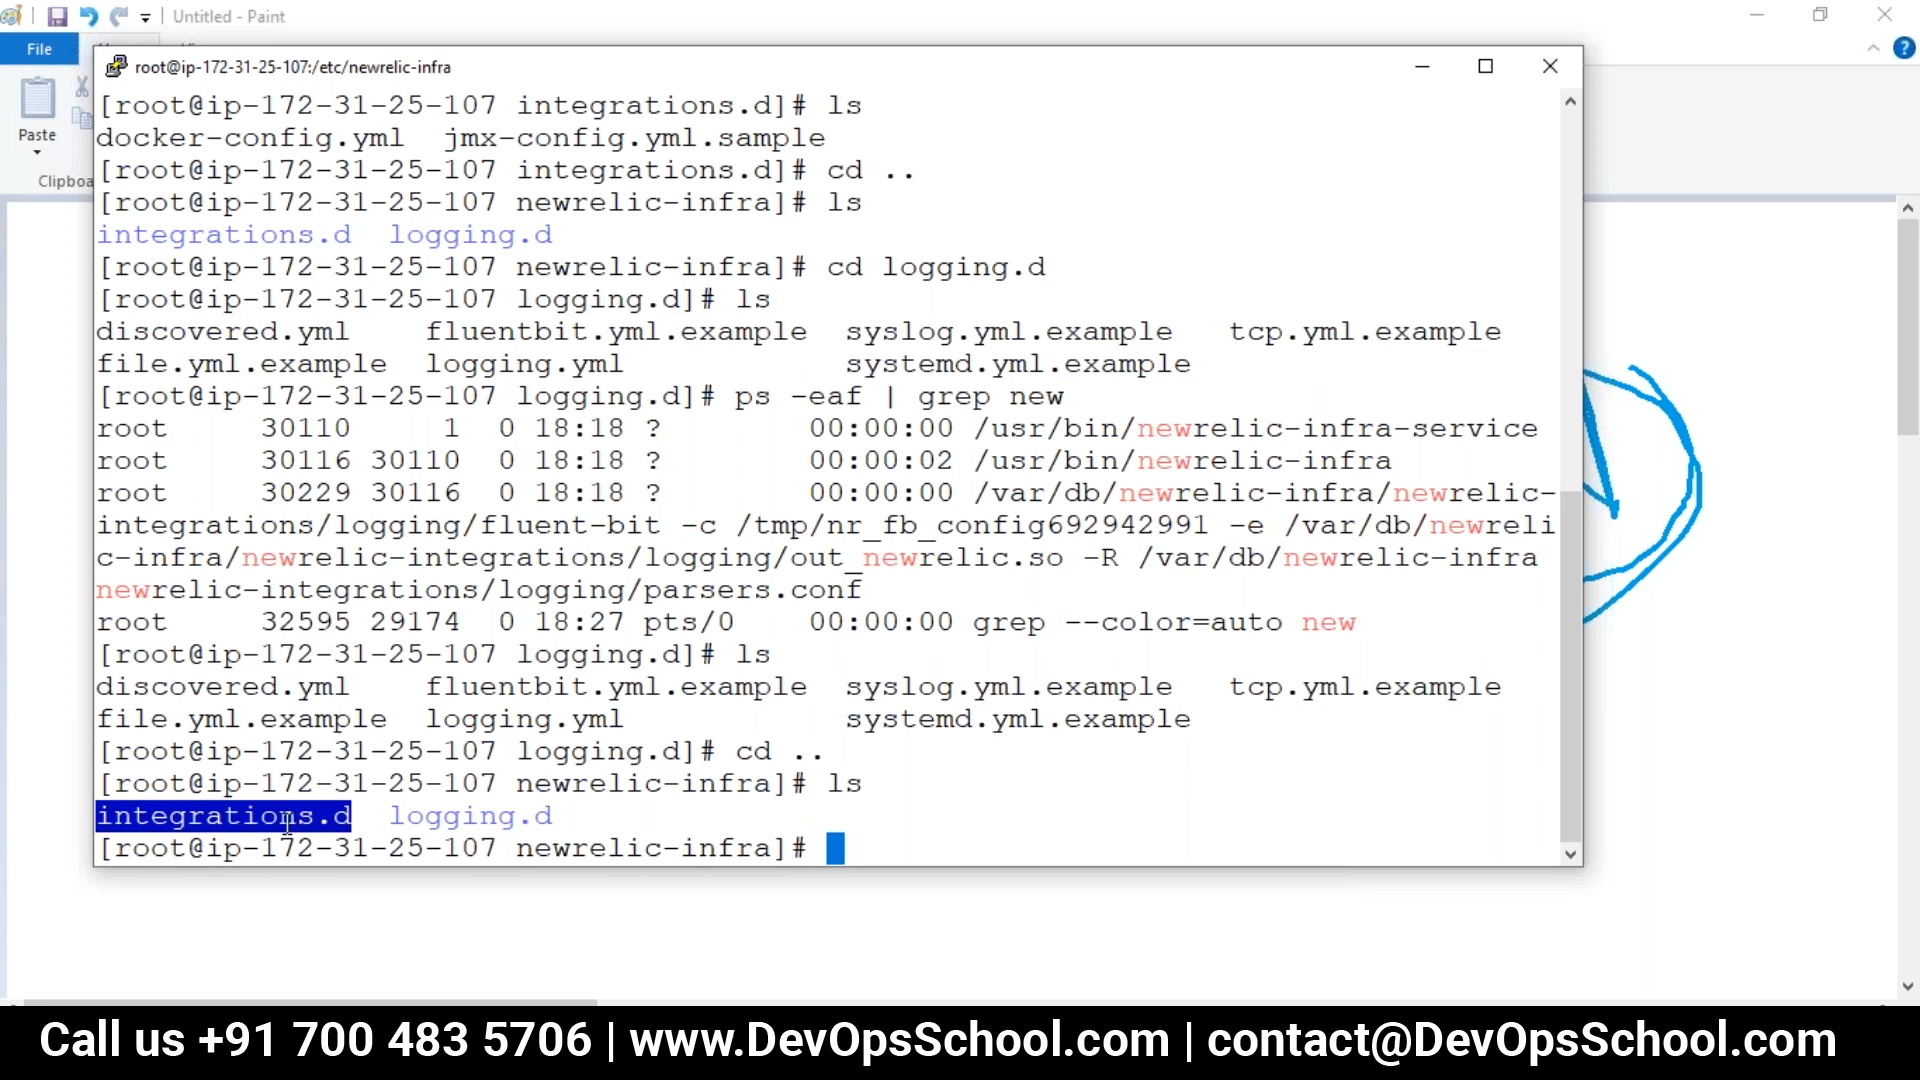 Untitled - Paint
File
Paste
Clipboa
root@ip-172-31-25-107:/etc/newrelic-infra
[root@ip-172-31-25-107 integrations.d]# ls
docker-config.yml  jmx-config.yml.sample
[root@ip-172-31-25-107 integrations.d]# cd ..
[root@ip-172-31-25-107 newrelic-infra]# ls
integrations.d  logging.d
[root@ip-172-31-25-107 newrelic-infra]# cd logging.d
[root@ip-172-31-25-107 logging.d]# ls
discovered.yml    fluentbit.yml.example  syslog.yml.example   tcp.yml.example
file.yml.example  logging.yml            systemd.yml.example
[root@ip-172-31-25-107 logging.d]# ps -eaf | grep new
root     30110     1  0 18:18 ?        00:00:00 /usr/bin/newrelic-infra-service
root     30116 30110  0 18:18 ?        00:00:02 /usr/bin/newrelic-infra
root     30229 30116  0 18:18 ?        00:00:00 /var/db/newrelic-infra/newrelic-
integrations/logging/fluent-bit -c /tmp/nr_fb_config692942991 -e /var/db/newreli
c-infra/newrelic-integrations/logging/out_newrelic.so -R /var/db/newrelic-infra
newrelic-integrations/logging/parsers.conf
root     32595 29174  0 18:27 pts/0    00:00:00 grep --color=auto new
[root@ip-172-31-25-107 logging.d]# ls
discovered.yml    fluentbit.yml.example  syslog.yml.example   tcp.yml.example
file.yml.example  logging.yml            systemd.yml.example
[root@ip-172-31-25-107 logging.d]# cd ..
[root@ip-172-31-25-107 newrelic-infra]# ls
integrations.d  logging.d
[root@ip-172-31-25-107 newrelic-infra]#
Call us +91 700 483 5706 | www.DevOpsSchool.com | contact@DevOpsSchool.com